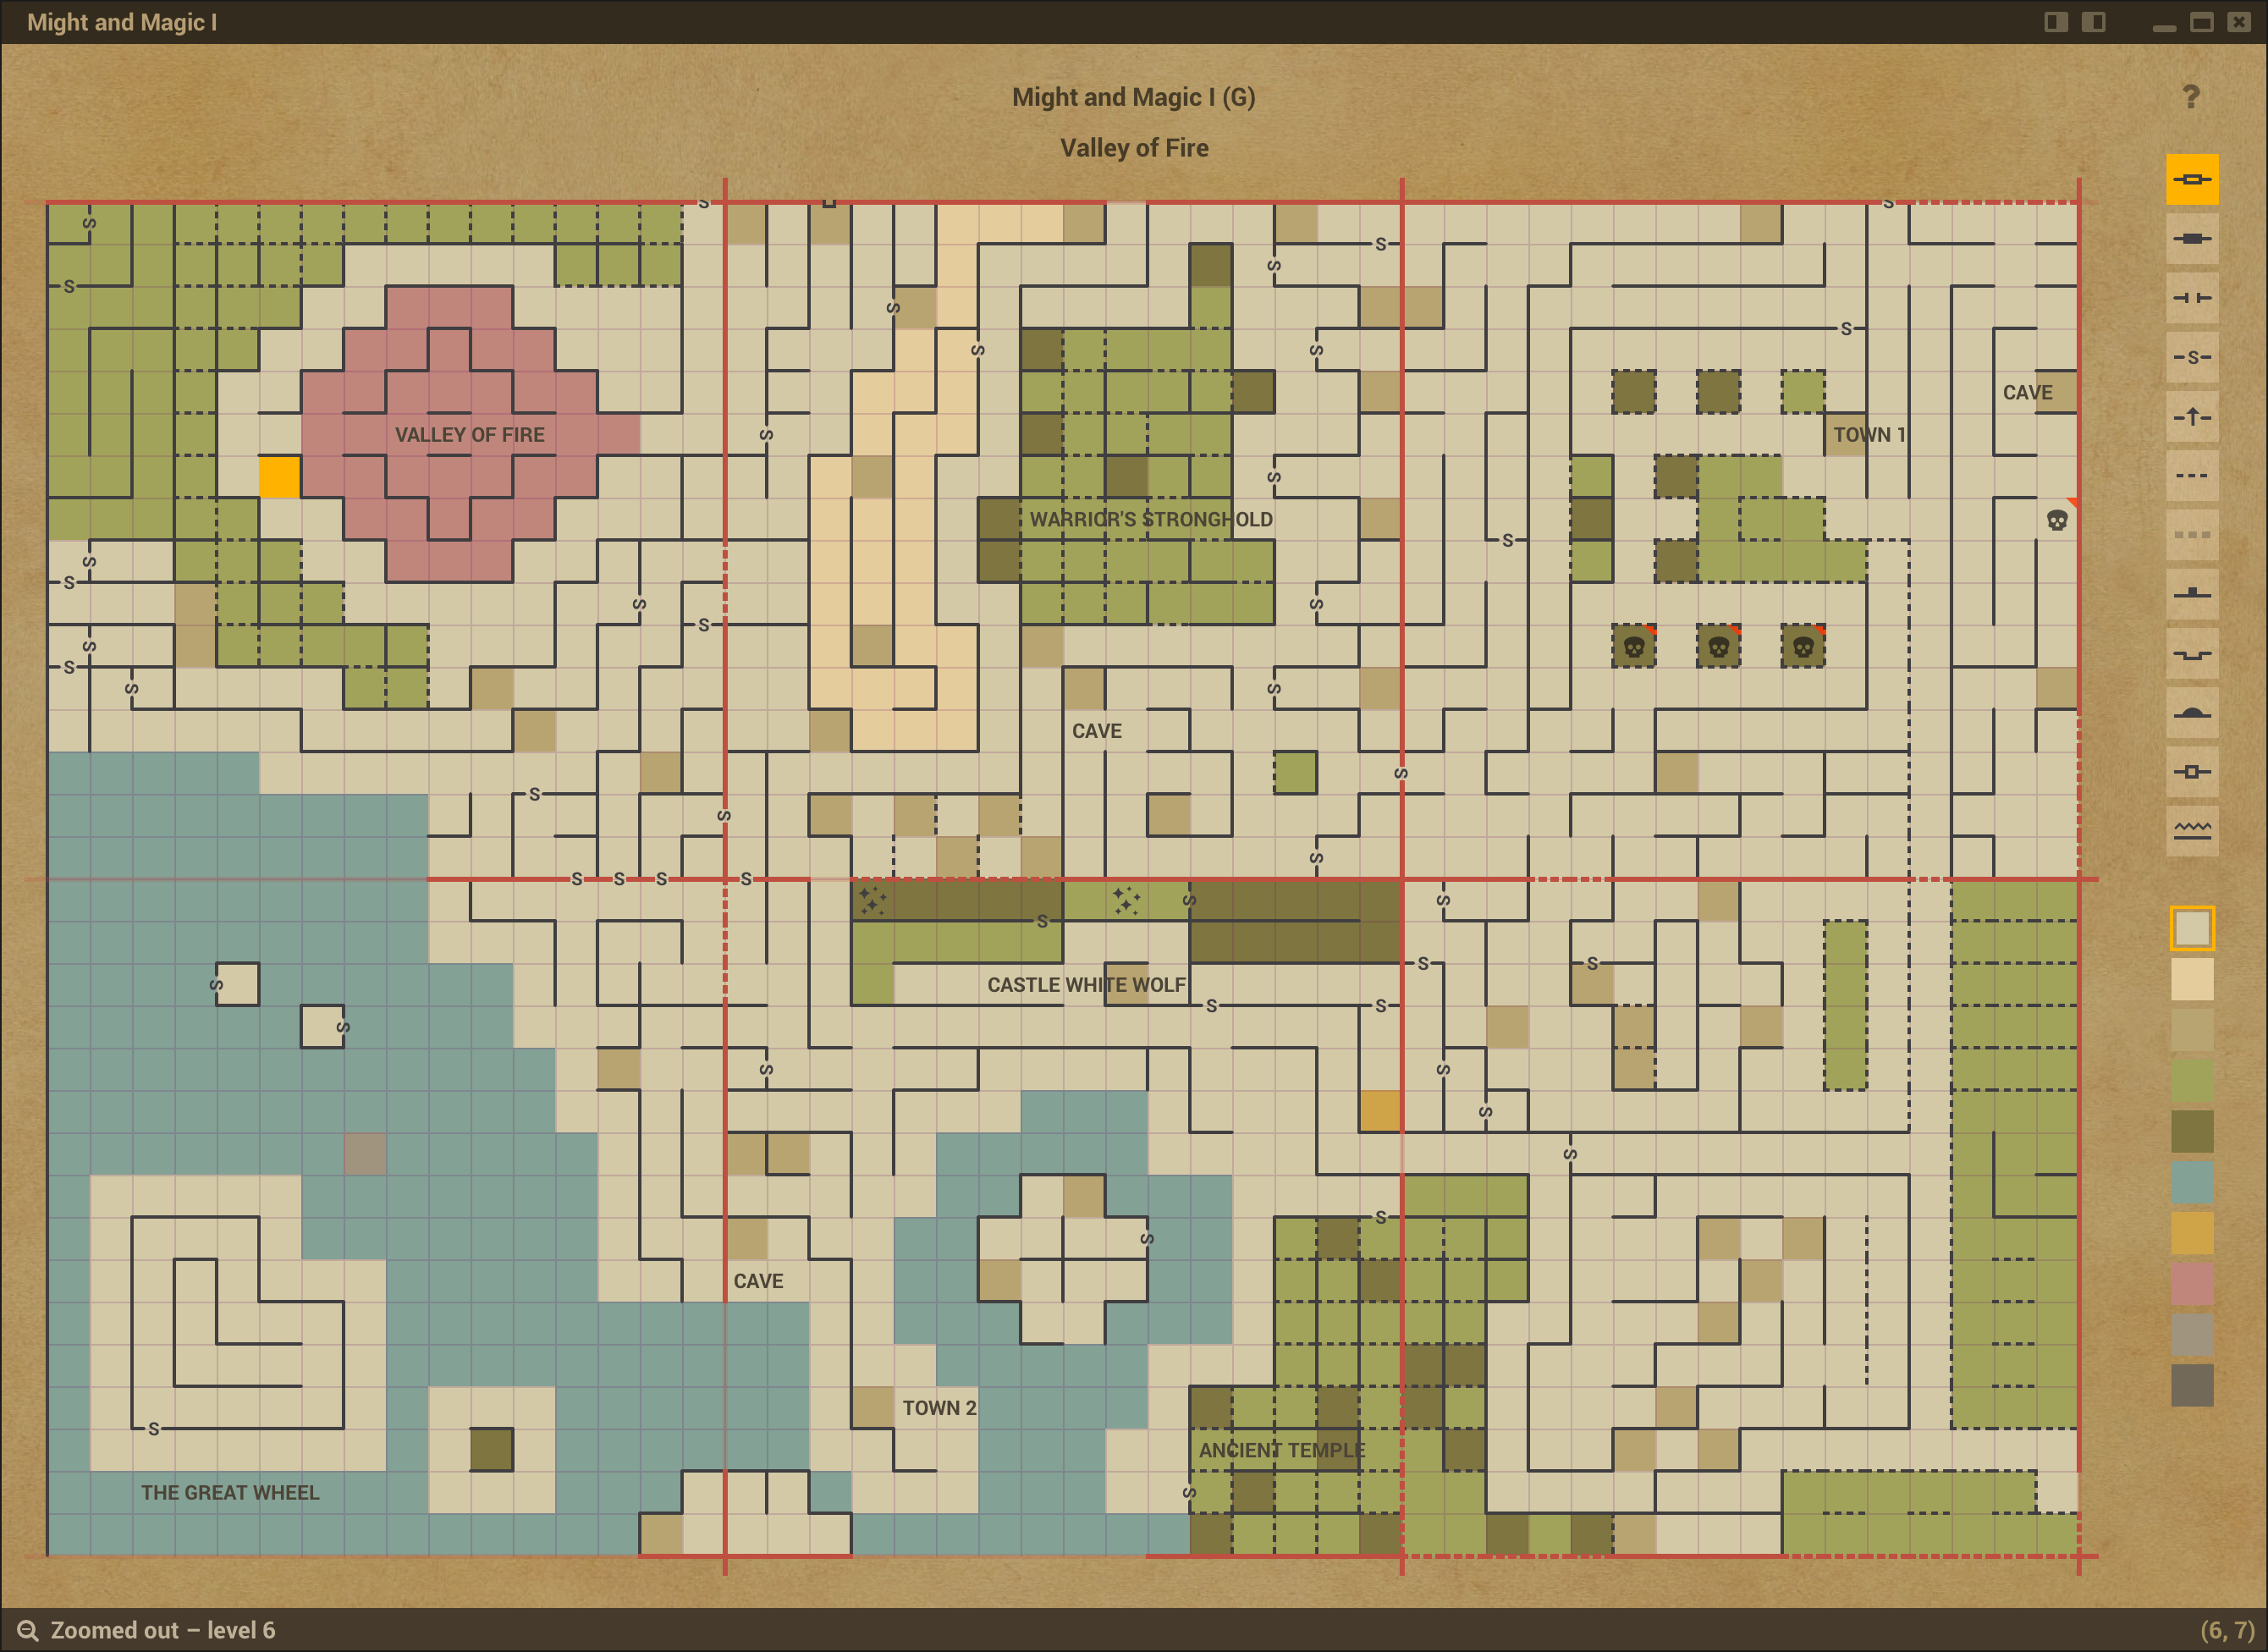 Might and Magic I
Might and Magic I (G)
Valley of Fire
?
CAVE
VALLEY OF FIRE
TOWN 1
WARRIOR'S STRONGHOLD
CAVE
CASTLE WHITE WOLF
CAVE
TOWN 2
ANCIENT TEMPLE
THE GREAT WHEEL
Zoomed out – level 6
(6, 7)